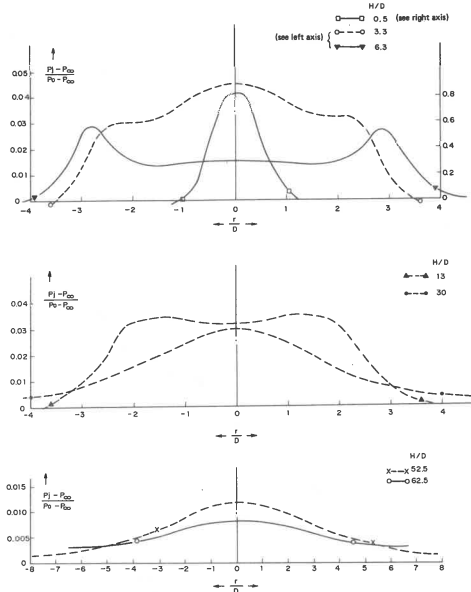 H/D
0.5 (see right axis)
(see left axis) { 3.3
6.3
Pj – P∞
Po – P∞
0.05
0.04
0.03
0.02
0.01
0
0.8
0.6
0.4
0.2
0
-4 -3 -2 -1 0 1 2 3 4
r
D
H/D
13
30
Pj – P∞
Po – P∞
0.04
0.03
0.02
0.01
0
-4 -3 -2 -1 0 1 2 3 4
r
D
H/D
X--X 52.5
62.5
Pj – P∞
Po – P∞
0.015
0.010
0.005
0
-8 -7 -6 -5 -4 -3 -2 -1 0 1 2 3 4 5 6 7 8
r
D